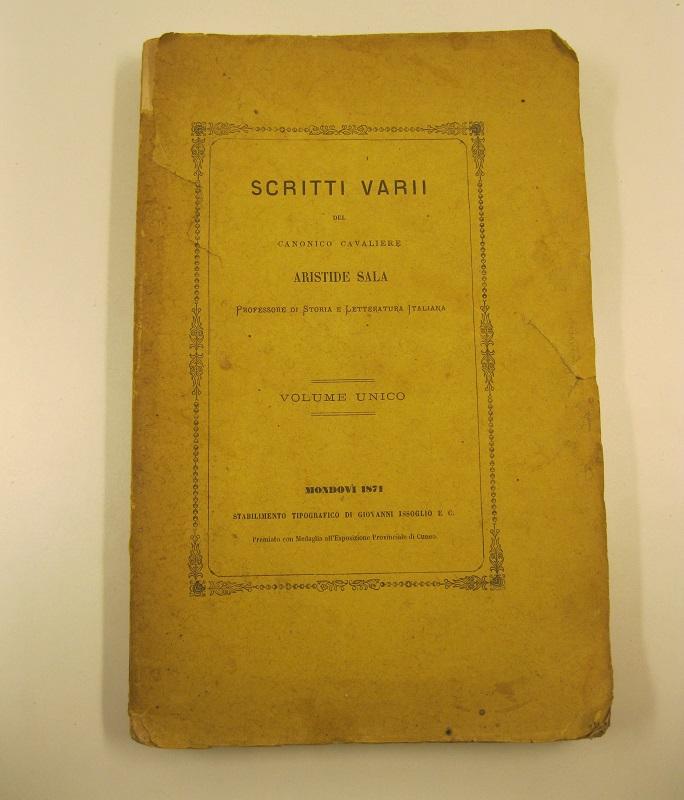 SCRITTI VARII
DEL
CANONICO CAVALIERE
ARISTIDE SALA
PROFESSORE DI STORIA E LETTERATURA ITALIANA
VOLUME UNICO
MONDOVÌ 1871
STABILIMENTO TIPOGRAFICO DI GIOVANNI ISSOGLIO E C.
Premiato con Medaglia all'Esposizione Provinciale di Cuneo.